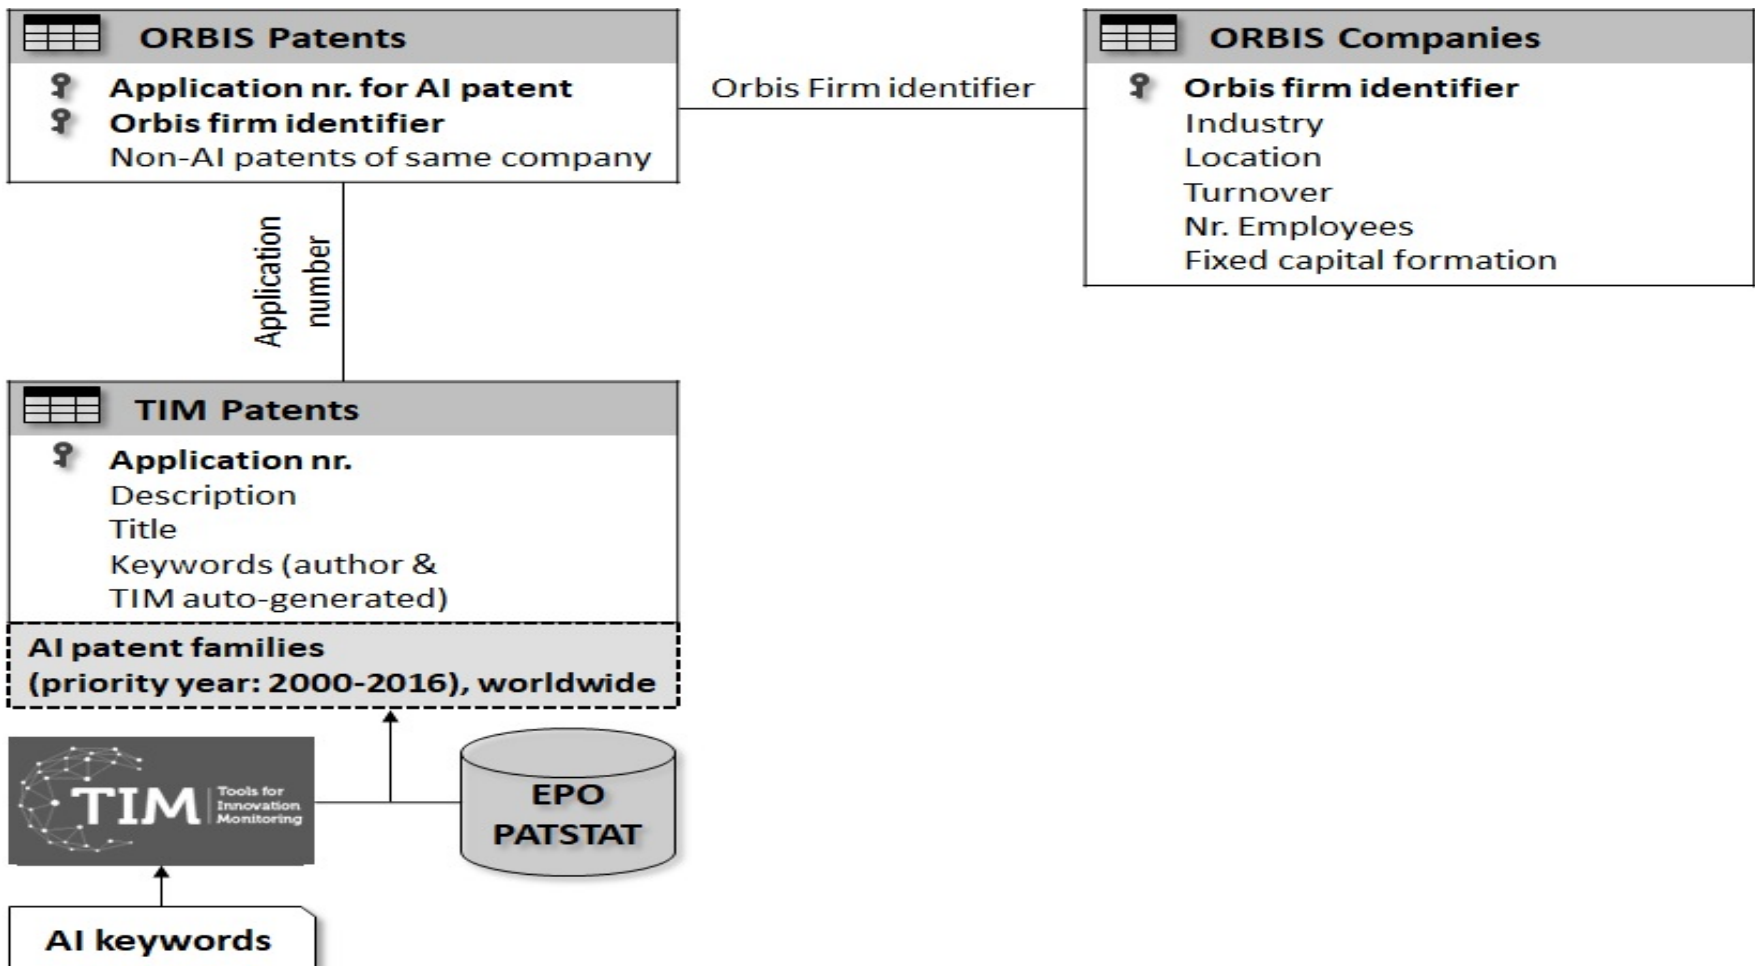 ORBIS Patents
Application nr. for AI patent
Orbis firm identifier
Non-AI patents of same company
Orbis Firm identifier
ORBIS Companies
Orbis firm identifier
Industry
Location
Turnover
Nr. Employees
Fixed capital formation
Application
number
TIM Patents
Application nr.
Description
Title
Keywords (author &
TIM auto-generated)
AI patent families
(priority year: 2000-2016), worldwide
TIM
Tools for
Innovation
Monitoring
EPO
PATSTAT
AI keywords